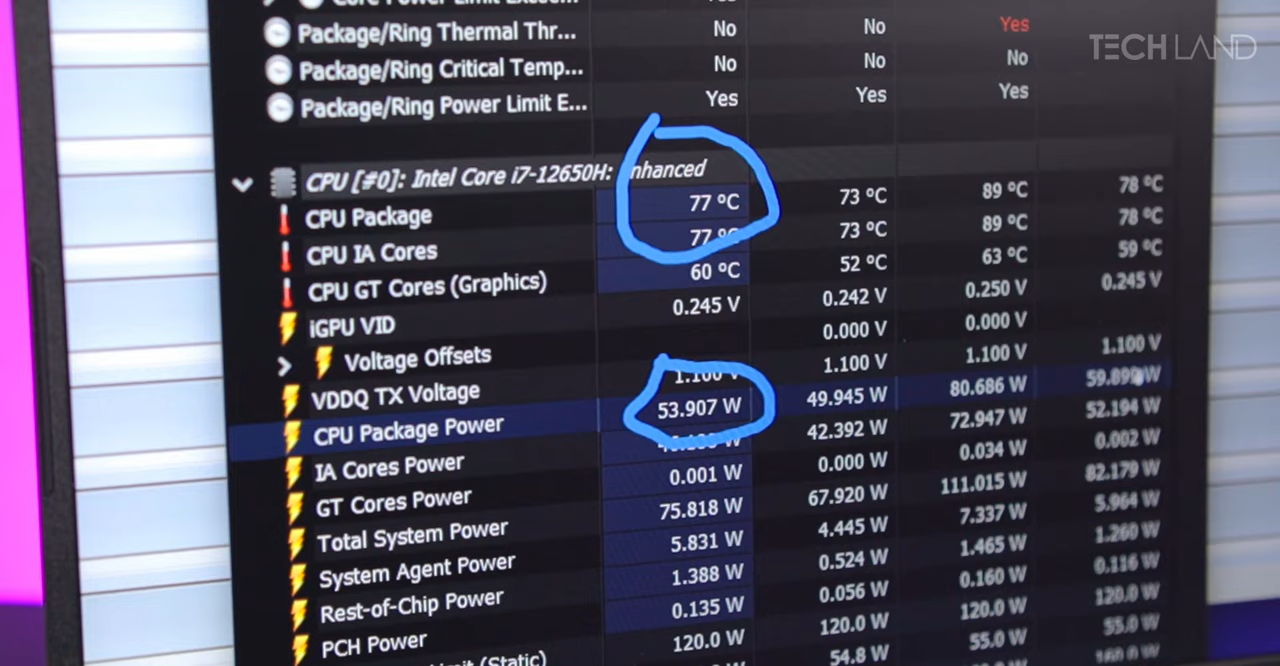 TECHLAND
Package/Ring Thermal Thr... No No Yes
Package/Ring Critical Temp... No No No
Package/Ring Power Limit E... Yes Yes Yes
CPU [#0]: Intel Core i7-12650H: Enhanced
CPU Package 77 °C 73 °C 89 °C 78 °C
CPU IA Cores 77 °C 73 °C 89 °C 78 °C
CPU GT Cores (Graphics) 60 °C 52 °C 63 °C 59 °C
iGPU VID 0.245 V 0.242 V 0.250 V 0.245 V
Voltage Offsets 0.000 V 0.000 V
VDDQ TX Voltage 1.100 V 1.100 V 1.100 V 1.100 V
CPU Package Power 53.907 W 49.945 W 80.686 W 59.899 W
IA Cores Power 42.392 W 72.947 W 52.194 W
GT Cores Power 0.001 W 0.000 W 0.034 W 0.002 W
Total System Power 75.818 W 67.920 W 111.015 W 82.179 W
System Agent Power 5.831 W 4.445 W 7.337 W 5.964 W
Rest-of-Chip Power 1.388 W 0.524 W 1.465 W 1.260 W
PCH Power 0.135 W 0.056 W 0.160 W 0.116 W
(Static) 120.0 W 120.0 W 120.0 W 120.0 W
54.8 W 55.0 W 55.0 W